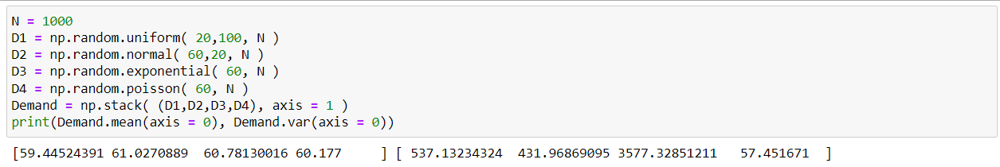 N = 1000
D1 = np.random.uniform( 20,100, N )
D2 = np.random.normal( 60,20, N )
D3 = np.random.exponential( 60, N )
D4 = np.random.poisson( 60, N )
Demand = np.stack( (D1,D2,D3,D4), axis = 1 )
print(Demand.mean(axis = 0), Demand.var(axis = 0))
[59.44524391 61.0270889  60.78130016 60.177     ] [ 537.13234324  431.96869095 3577.32851211   57.451671  ]